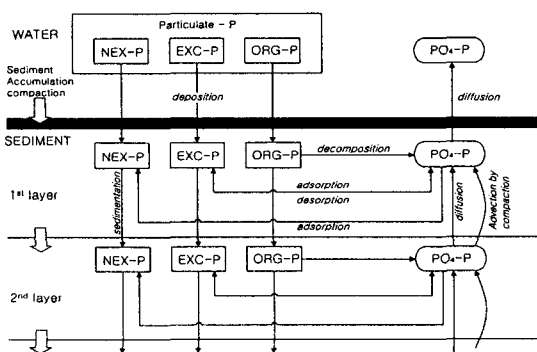 Particulate – P
WATER
NEX-P EXC-P ORG-P PO₄-P
Sediment
Accumulation
compaction
deposition diffusion
SEDIMENT
NEX-P EXC-P ORG-P decomposition PO₄-P
1st layer
sedimentation
adsorption
desorption
adsorption
diffusion
Advection by
compaction
NEX-P EXC-P ORG-P PO₄-P
2nd layer